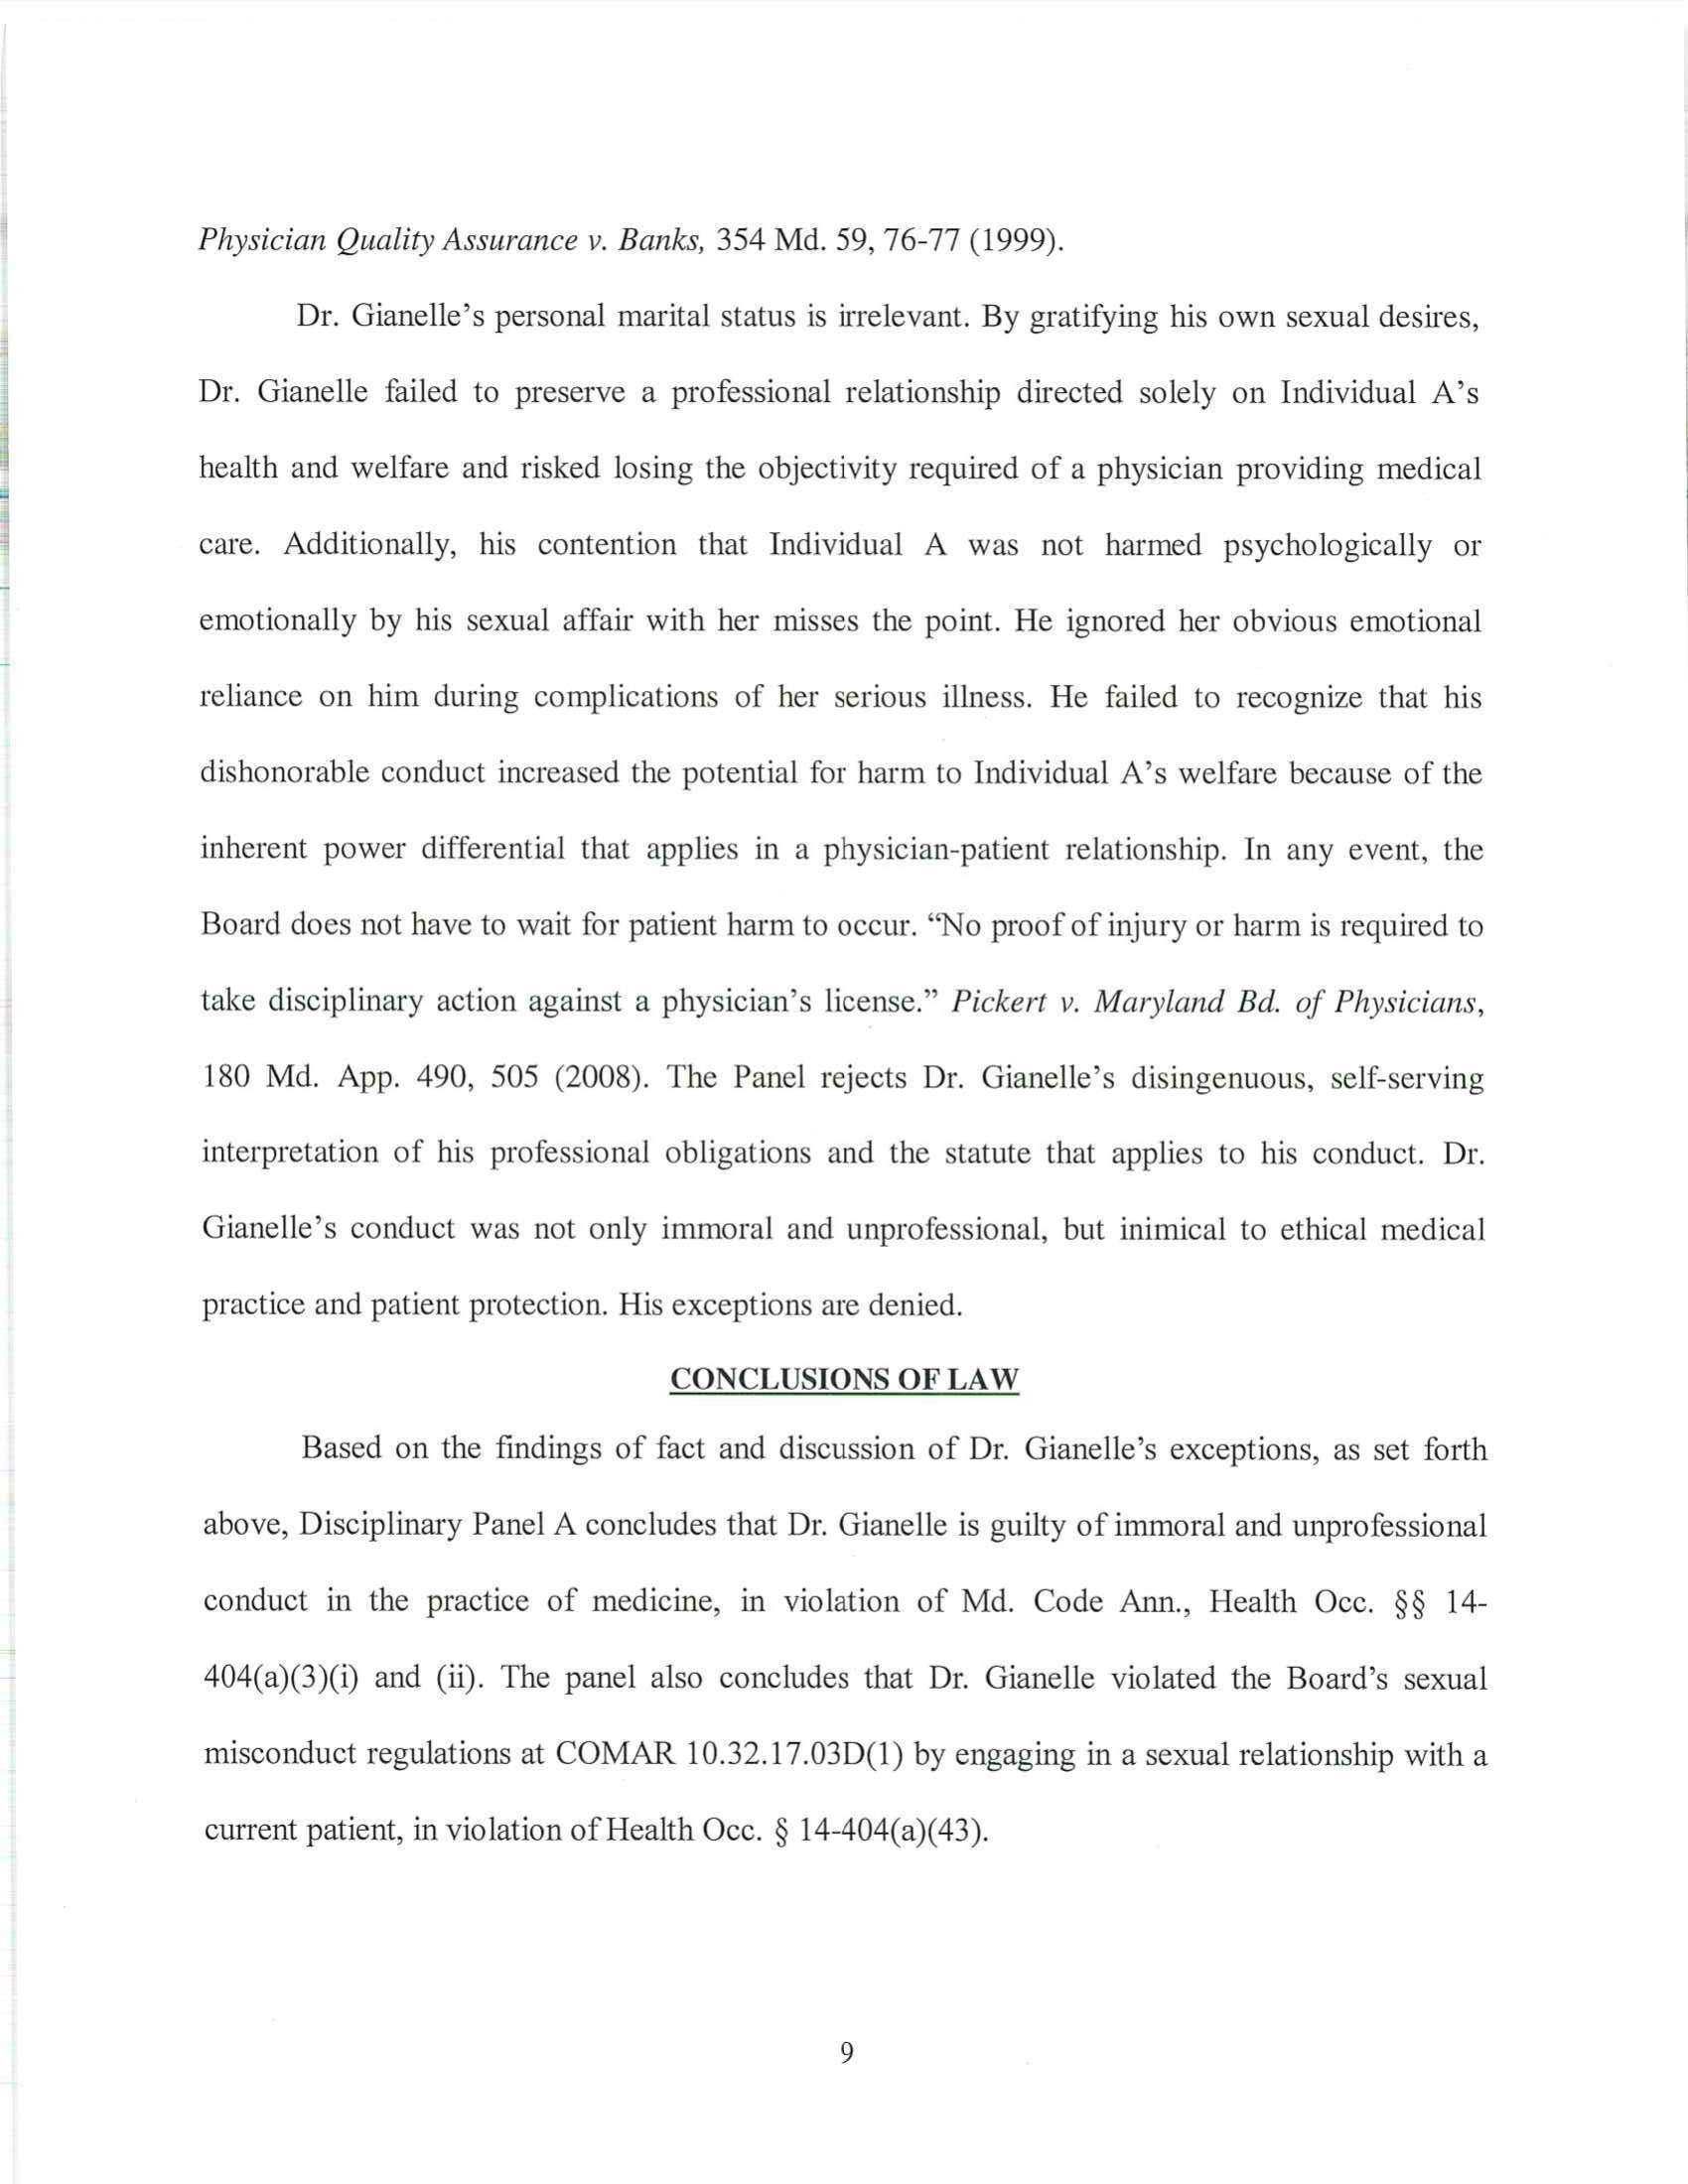 Physician Quality Assurance v. Banks, 354 Md. 59, 76-77 (1999).
Dr. Gianelle’s personal marital status is irrelevant. By gratifying his own sexual desires,
Dr. Gianelle failed to preserve a professional relationship directed solely on Individual A’s
health and welfare and risked losing the objectivity required of a physician providing medical
care. Additionally, his contention that Individual A was not harmed psychologically or
emotionally by his sexual affair with her misses the point. He ignored her obvious emotional
reliance on him during complications of her serious illness. He failed to recognize that his
dishonorable conduct increased the potential for harm to Individual A’s welfare because of the
inherent power differential that applies in a physician-patient relationship. In any event, the
Board does not have to wait for patient harm to occur. “No proof of injury or harm is required to
take disciplinary action against a physician’s license.” Pickert v. Maryland Bd. of Physicians,
180 Md. App. 490, 505 (2008). The Panel rejects Dr. Gianelle’s disingenuous, self-serving
interpretation of his professional obligations and the statute that applies to his conduct. Dr.
Gianelle’s conduct was not only immoral and unprofessional, but inimical to ethical medical
practice and patient protection. His exceptions are denied.
CONCLUSIONS OF LAW
Based on the findings of fact and discussion of Dr. Gianelle’s exceptions, as set forth
above, Disciplinary Panel A concludes that Dr. Gianelle is guilty of immoral and unprofessional
conduct in the practice of medicine, in violation of Md. Code Ann., Health Occ. §§ 14-
404(a)(3)(i) and (ii). The panel also concludes that Dr. Gianelle violated the Board’s sexual
misconduct regulations at COMAR 10.32.17.03D(1) by engaging in a sexual relationship with a
current patient, in violation of Health Occ. § 14-404(a)(43).
9